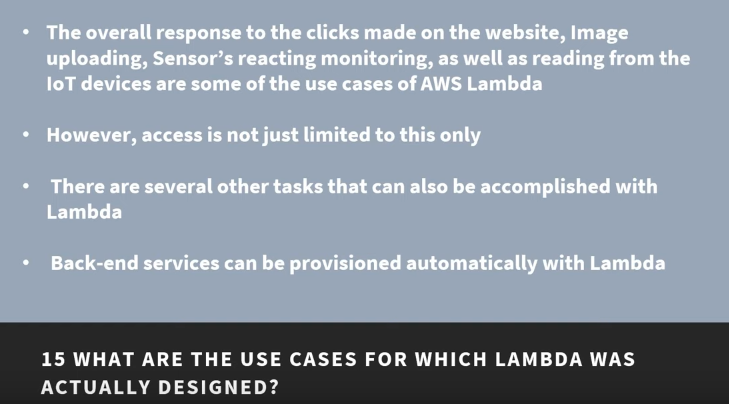 • The overall response to the clicks made on the website, Image
uploading, Sensor's reacting monitoring, as well as reading from the
IoT devices are some of the use cases of AWS Lambda
• However, access is not just limited to this only
• There are several other tasks that can also be accomplished with
Lambda
• Back-end services can be provisioned automatically with Lambda
15 WHAT ARE THE USE CASES FOR WHICH LAMBDA WAS
ACTUALLY DESIGNED?